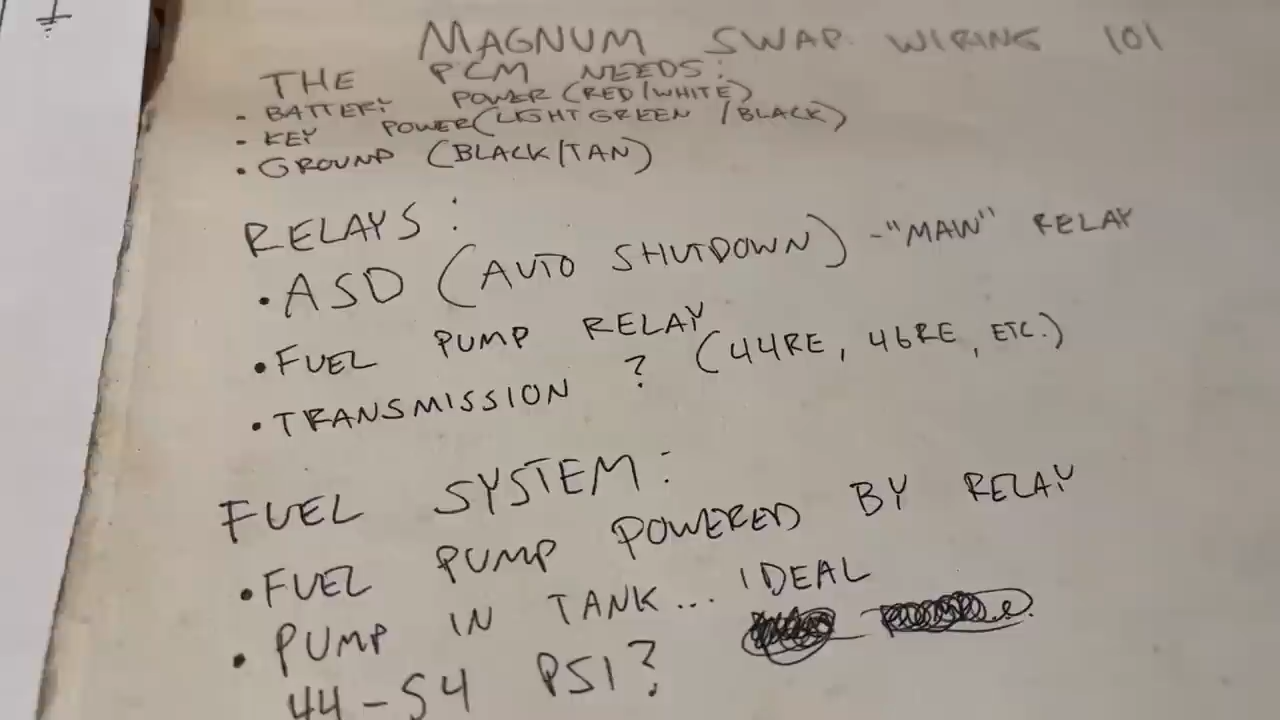 MAGNUM SWAP WIRING 101
THE PCM NEEDS:
• BATTERY POWER (RED/WHITE)
• KEY POWER (LIGHT GREEN /BLACK)
• GROUND (BLACK/TAN)
RELAYS:
• ASD (AUTO SHUTDOWN) - "MAIN" RELAY
• FUEL PUMP RELAY
• TRANSMISSION ? (44RE, 46RE, ETC.)
FUEL SYSTEM:
• FUEL PUMP POWERED BY RELAY
• PUMP IN TANK... IDEAL
44-54 PSI?